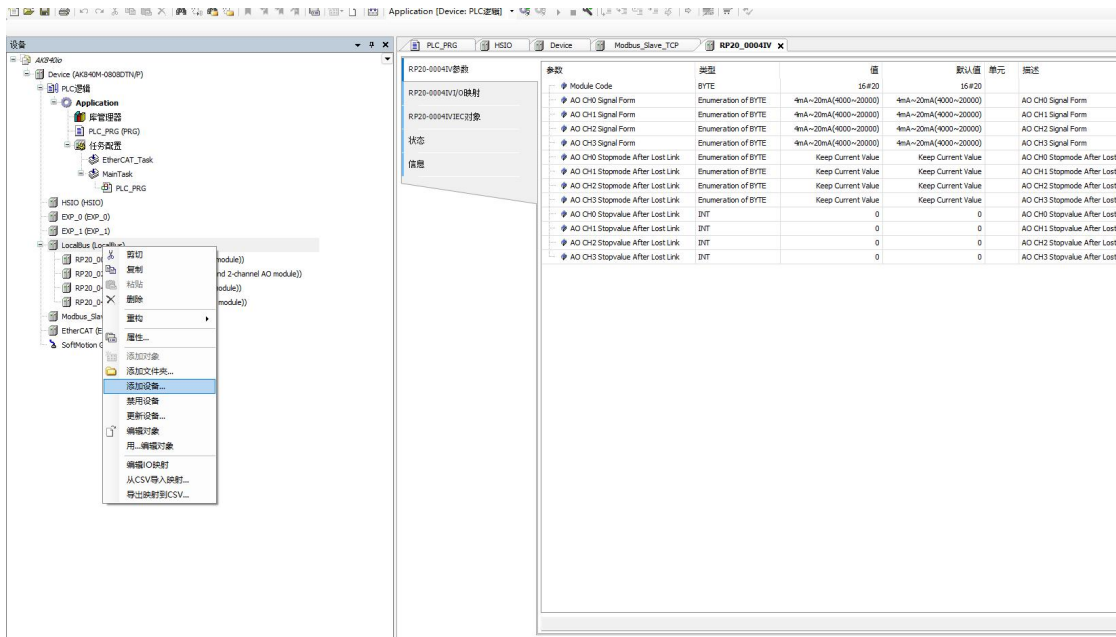 Application [Device: PLC逻辑]
设备
AK840o
Device (AK840M-0808DTN/P)
PLC逻辑
Application
库管理器
PLC_PRG (PRG)
任务配置
EtherCAT_Task
MainTask
PLC_PRG
HSIO (HSIO)
EXP_0 (EXP_0)
EXP_1 (EXP_1)
LocalBus (LocalBus)
module))
nd 2-channel AO module))
module))
Modbus_Slav
EtherCAT (E
SoftMotion G
剪切
复制
粘贴
删除
重构
属性...
添加对象
添加文件夹...
添加设备...
禁用设备
更新设备...
编辑对象
用...编辑对象
编辑IO映射
从CSV导入映射...
导出映射到CSV...
PLC_PRG HSIO Device Modbus_Slave_TCP RP20_0004IV
RP20-0004IV参数
RP20-0004IVI/O映射
RP20-0004IVIEC对象
状态
信息
参数 类型 值 默认值 单元 描述
Module Code BYTE 16#20 16#20
AO CH0 Signal Form Enumeration of BYTE 4mA~20mA(4000~20000) 4mA~20mA(4000~20000) AO CH0 Signal Form
AO CH1 Signal Form Enumeration of BYTE 4mA~20mA(4000~20000) 4mA~20mA(4000~20000) AO CH1 Signal Form
AO CH2 Signal Form Enumeration of BYTE 4mA~20mA(4000~20000) 4mA~20mA(4000~20000) AO CH2 Signal Form
AO CH3 Signal Form Enumeration of BYTE 4mA~20mA(4000~20000) 4mA~20mA(4000~20000) AO CH3 Signal Form
AO CH0 Stopmode After Lost Link Enumeration of BYTE Keep Current Value Keep Current Value AO CH0 Stopmode After Lost
AO CH1 Stopmode After Lost Link Enumeration of BYTE Keep Current Value Keep Current Value AO CH1 Stopmode After Lost
AO CH2 Stopmode After Lost Link Enumeration of BYTE Keep Current Value Keep Current Value AO CH2 Stopmode After Lost
AO CH3 Stopmode After Lost Link Enumeration of BYTE Keep Current Value Keep Current Value AO CH3 Stopmode After Lost
AO CH0 Stopvalue After Lost Link INT 0 0 AO CH0 Stopvalue After Lost
AO CH1 Stopvalue After Lost Link INT 0 0 AO CH1 Stopvalue After Lost
AO CH2 Stopvalue After Lost Link INT 0 0 AO CH2 Stopvalue After Lost
AO CH3 Stopvalue After Lost Link INT 0 0 AO CH3 Stopvalue After Lost